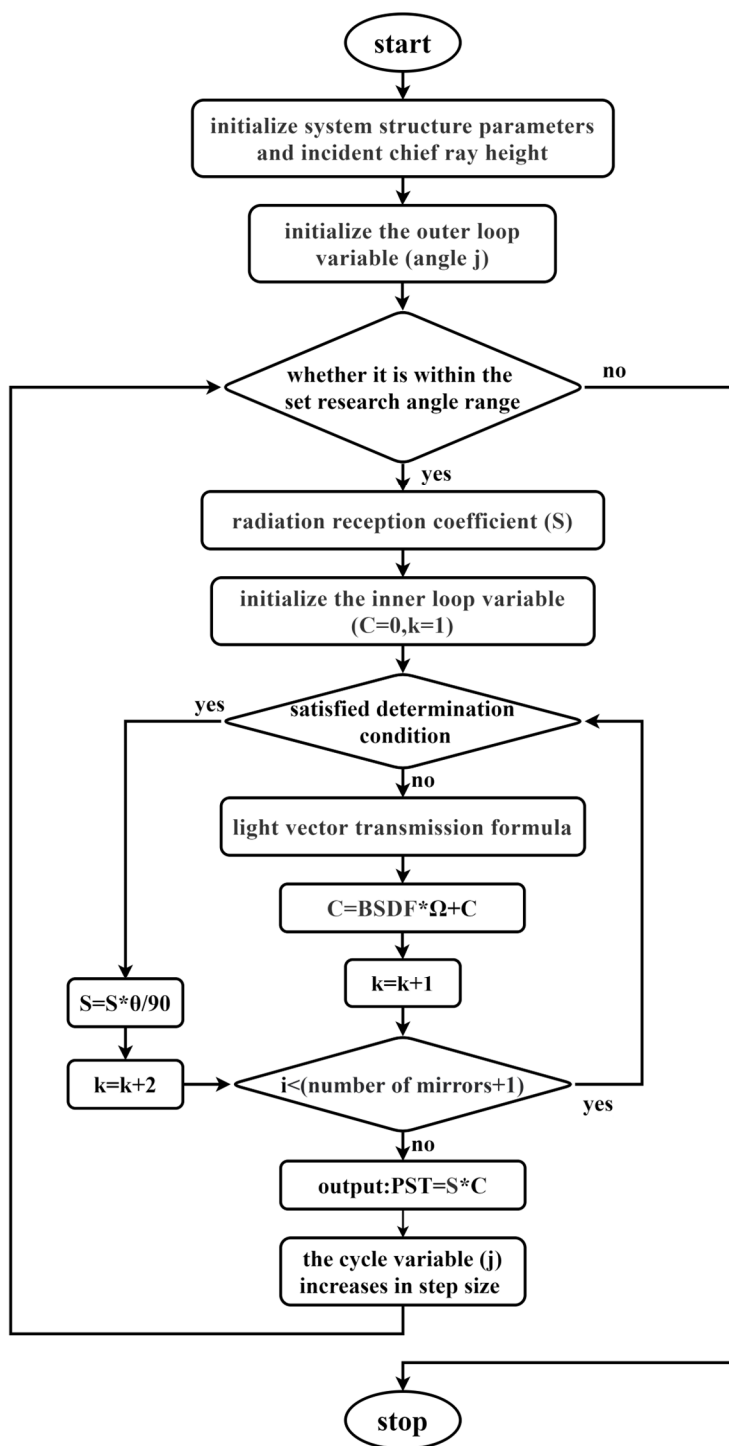 start
initialize system structure parameters
and incident chief ray height
initialize the outer loop
variable (angle j)
whether it is within the
set research angle range
no
yes
radiation reception coefficient (S)
initialize the inner loop variable
(C=0,k=1)
yes
satisfied determination
condition
no
light vector transmission formula
C=BSDF*Ω+C
k=k+1
S=S*θ/90
k=k+2
i<(number of mirrors+1)
yes
no
output:PST=S*C
the cycle variable (j)
increases in step size
stop